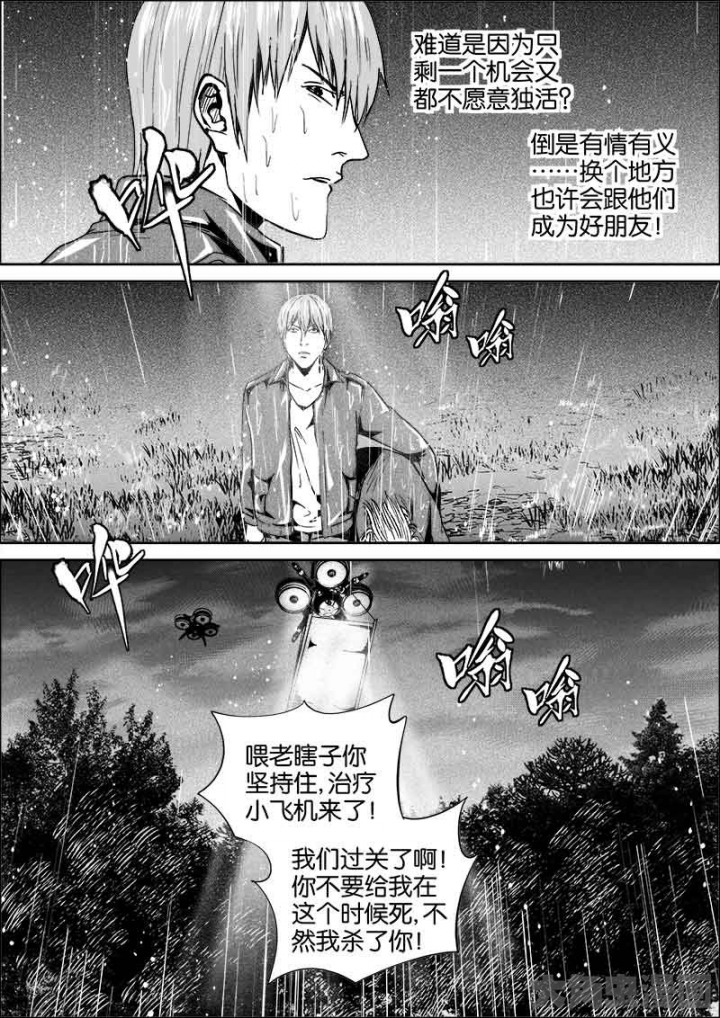 难道是因为只
剩一个机会又
都不愿意独活?
倒是有情有义
……换个地方
也许会跟他们
成为好朋友!
哗
嗡
嗡
哗
嗡
嗡
喂老瞎子你
坚持住,治疗
小飞机来了!
我们过关了啊!
你不要给我在
这个时候死,不
然我杀了你!